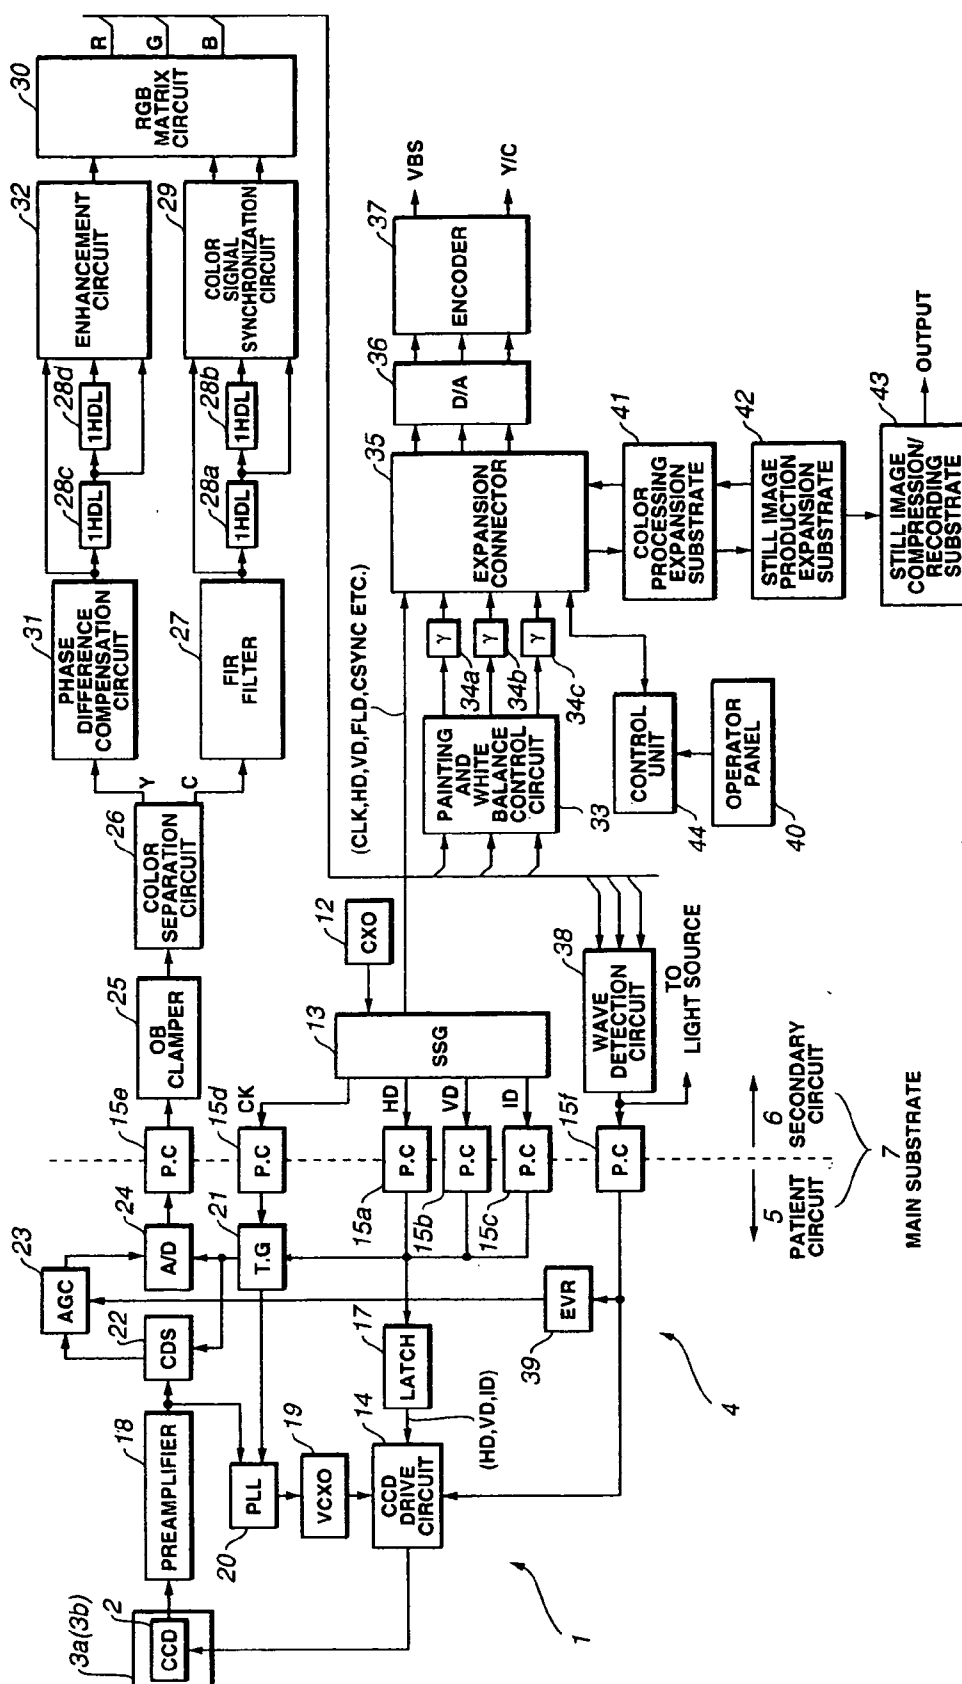 3a(3b)
2
CCD
18
PREAMPLIFIER
22
CDS
23
AGC
24
A/D
15e
P.C
25
OB
CLAMPER
26
COLOR
SEPARATION
CIRCUIT
Y
C
31
PHASE
DIFFERENCE
COMPENSATION
CIRCUIT
27
FIR
FILTER
28c
1HDL
28d
1HDL
28a
1HDL
28b
1HDL
32
ENHANCEMENT
CIRCUIT
29
COLOR
SIGNAL
SYNCHRONIZATION
CIRCUIT
30
RGB
MATRIX
CIRCUIT
R
G
B
20
PLL
19
VCXO
14
CCD
DRIVE
CIRCUIT
17
LATCH
(HD,VD,ID)
21
T.G
15d
P.C
CK
15a
P.C
HD
15b
P.C
VD
15c
P.C
ID
13
SSG
12
CXO
(CLK,HD,VD,FLD,CSYNC ETC.)
39
EVR
15f
P.C
38
WAVE
DETECTION
CIRCUIT
TO
LIGHT SOURCE
33
PAINTING
AND
WHITE
BALANCE
CONTROL
CIRCUIT
34a
γ
34b
γ
34c
γ
35
EXPANSION
CONNECTOR
36
D/A
37
ENCODER
VBS
Y/C
44
CONTROL
UNIT
40
OPERATOR
PANEL
41
COLOR
PROCESSING
EXPANSION
SUBSTRATE
42
STILL IMAGE
PRODUCTION
EXPANSION
SUBSTRATE
43
STILL IMAGE
COMPRESSION/
RECORDING
SUBSTRATE
OUTPUT
1
4
5
PATIENT
CIRCUIT
6
SECONDARY
CIRCUIT
7
MAIN SUBSTRATE